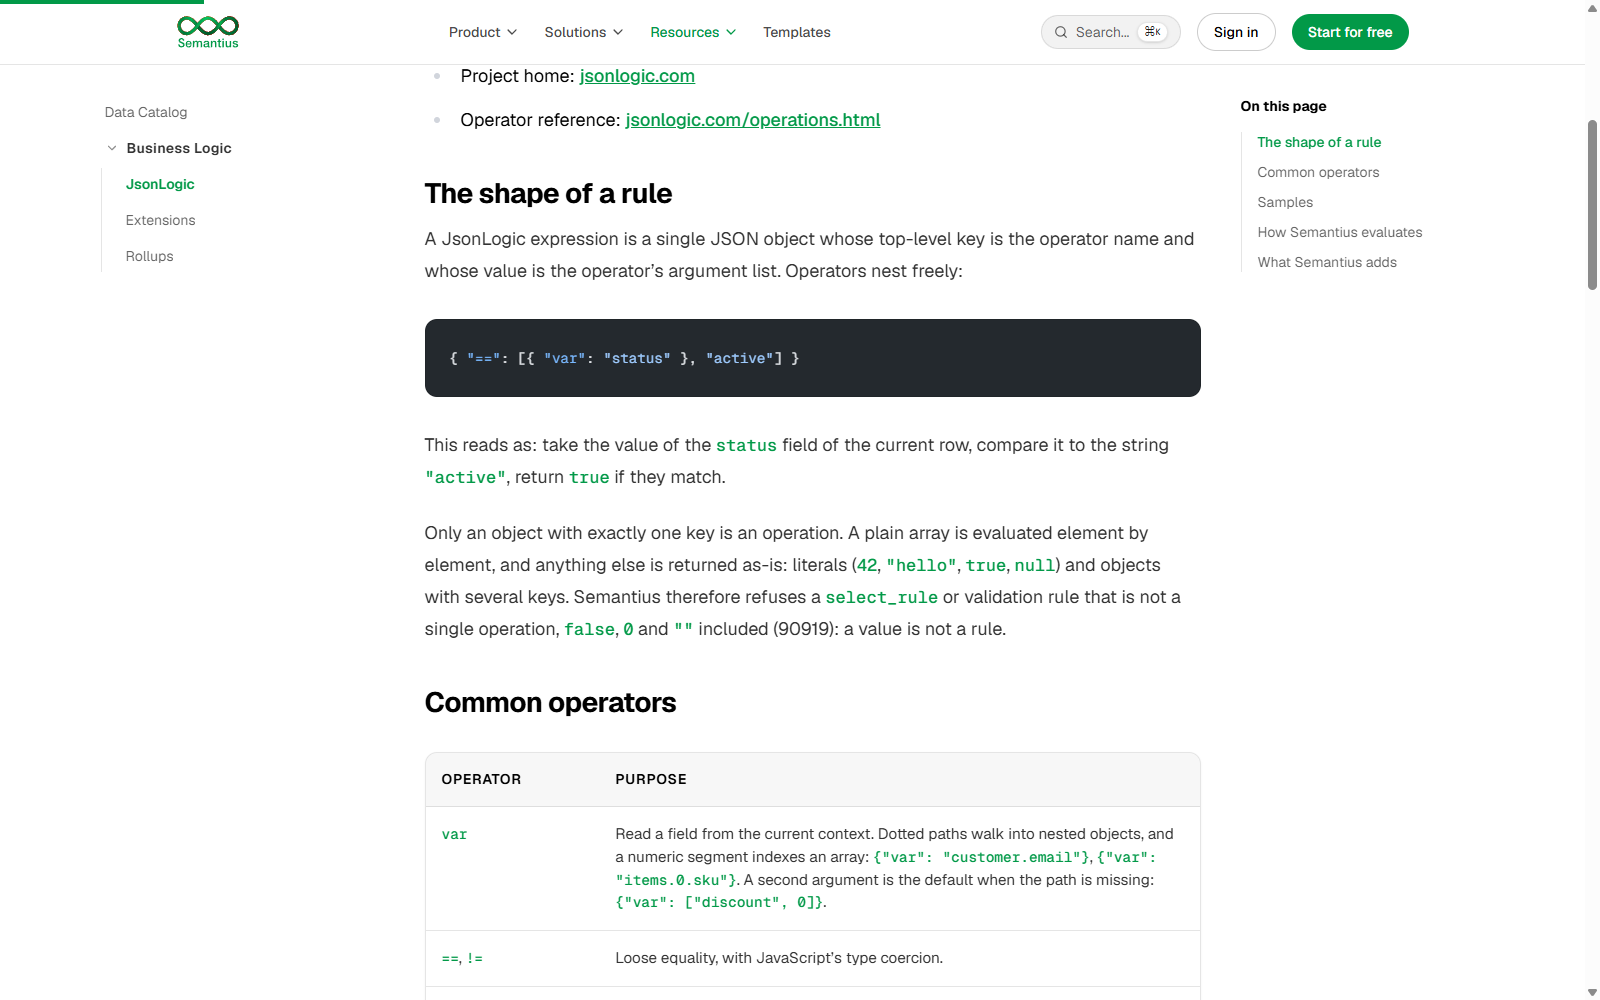 Semantius
Product
Solutions
Resources
Templates
Search...
⌘K
Sign in
Start for free
Data Catalog
Business Logic
JsonLogic
Extensions
Rollups
Project home: jsonlogic.com
Operator reference: jsonlogic.com/operations.html
The shape of a rule
A JsonLogic expression is a single JSON object whose top-level key is the operator name and
whose value is the operator’s argument list. Operators nest freely:
{ "==": [{ "var": "status" }, "active"] }
This reads as: take the value of the status field of the current row, compare it to the string
"active", return true if they match.
Only an object with exactly one key is an operation. A plain array is evaluated element by
element, and anything else is returned as-is: literals (42, "hello", true, null) and objects
with several keys. Semantius therefore refuses a select_rule or validation rule that is not a
single operation, false, 0 and "" included (90919): a value is not a rule.
Common operators
OPERATOR
PURPOSE
var
Read a field from the current context. Dotted paths walk into nested objects, and
a numeric segment indexes an array: {"var": "customer.email"}, {"var":
"items.0.sku"}. A second argument is the default when the path is missing:
{"var": ["discount", 0]}.
==, !=
Loose equality, with JavaScript’s type coercion.
On this page
The shape of a rule
Common operators
Samples
How Semantius evaluates
What Semantius adds